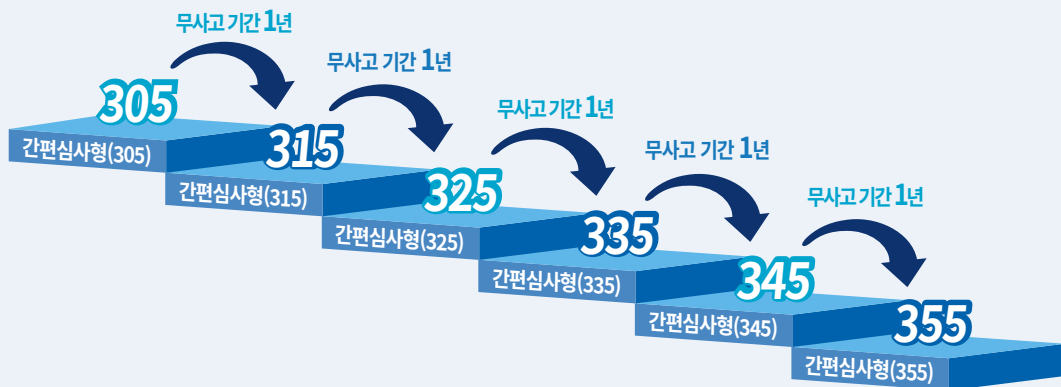 무사고 기간 1년
305
간편심사형(305)
무사고 기간 1년
315
간편심사형(315)
무사고 기간 1년
325
간편심사형(325)
무사고 기간 1년
335
간편심사형(335)
무사고 기간 1년
345
간편심사형(345)
355
간편심사형(355)